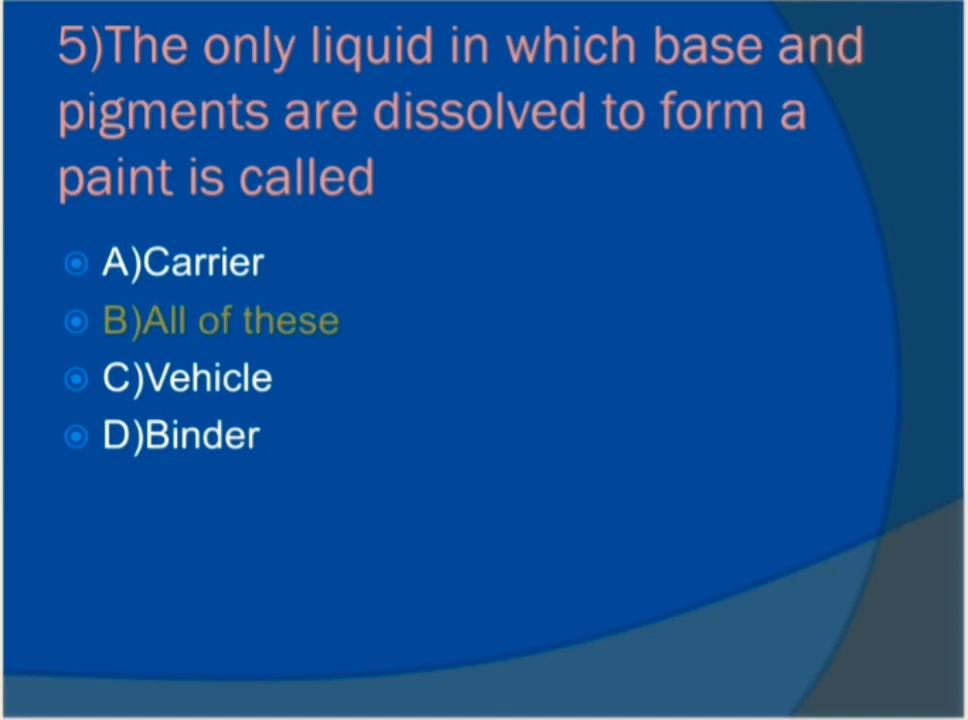 5)The only liquid in which base and
pigments are dissolved to form a
paint is called
A)Carrier
B)All of these
C)Vehicle
D)Binder